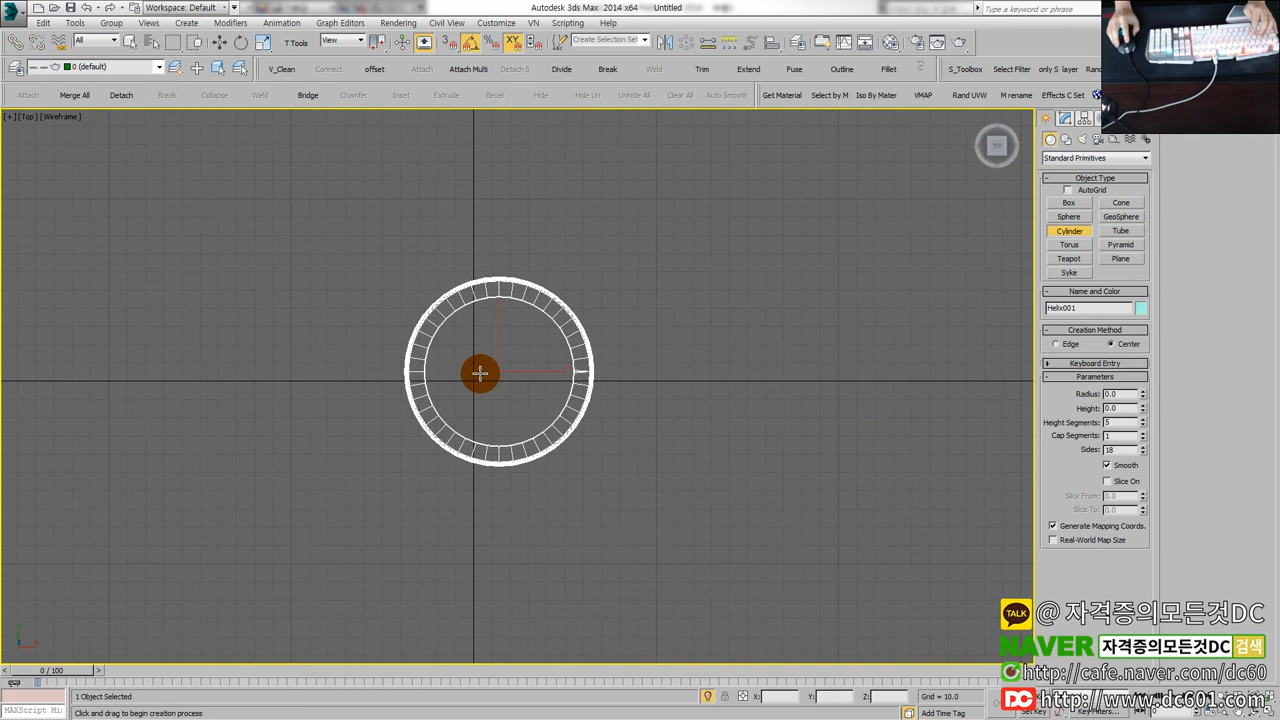 Autodesk 3ds Max 2014 x64 Untitled
Workspace: Default
Type a keyword or phrase
Edit Tools Group Views Create Modifiers Animation Graph Editors Rendering Civil View Customize VN Scripting Help
All
View
T Tools
Create Selection Se
0 (default)
V_Clean Connect offset Attach Attach Multi Detach S Divide Break Trim Extend Fuse Outline Fillet S_Toolbox Select Filter only S layer
Attach Merge All Detach Break Collapse Weld Bridge Chamfer Inset Extrude Bevel Hide Hide Un Unhide All Clear All Auto Smooth Get Material Select by M Iso By Mater VMAP Rand UVW M rename Effects C Set
[+] [Top] [Wireframe]
TOP
Standard Primitives
- Object Type
AutoGrid
Box Cone
Sphere GeoSphere
Cylinder Tube
Torus Pyramid
Teapot Plane
Syke
- Name and Color
Helix001
- Creation Method
Edge Center
+ Keyboard Entry
- Parameters
Radius: 0.0
Height: 0.0
Height Segments: 5
Cap Segments: 1
Sides: 18
Smooth
Slice On
Slice From: 0.0
Slice To: 0.0
Generate Mapping Coords.
Real-World Map Size
TALK @ 자격증의모든것DC
NAVER 자격증의모든것DC 검색
http://cafe.naver.com/dc60
DC http://www.dc601.com
< 0 / 100 >
1 Object Selected
X: Y: Z: Grid = 10.0
MAXScript Mi
Click and drag to begin creation process
Add Time Tag
Set Key
Key Filters...